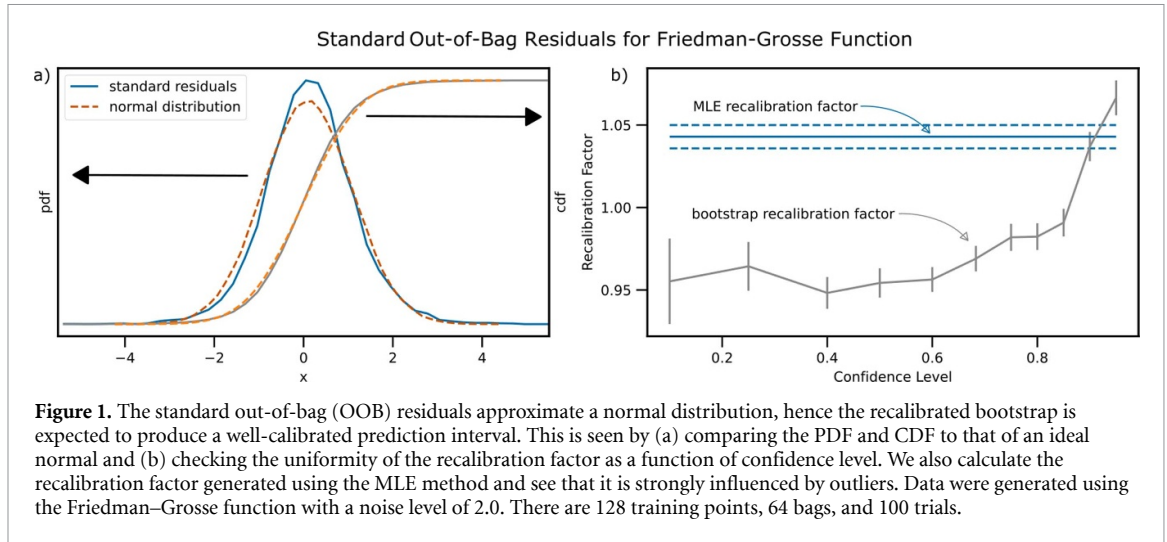 Standard Out-of-Bag Residuals for Friedman-Grosse Function
a)
standard residuals
normal distribution
pdf
cdf
−4
−2
0
2
4
x
b)
MLE recalibration factor
bootstrap recalibration factor
Recalibration Factor
1.05
1.00
0.95
0.2
0.4
0.6
0.8
Confidence Level
Figure 1. The standard out-of-bag (OOB) residuals approximate a normal distribution, hence the recalibrated bootstrap is
expected to produce a well-calibrated prediction interval. This is seen by (a) comparing the PDF and CDF to that of an ideal
normal and (b) checking the uniformity of the recalibration factor as a function of confidence level. We also calculate the
recalibration factor generated using the MLE method and see that it is strongly influenced by outliers. Data were generated using
the Friedman–Grosse function with a noise level of 2.0. There are 128 training points, 64 bags, and 100 trials.